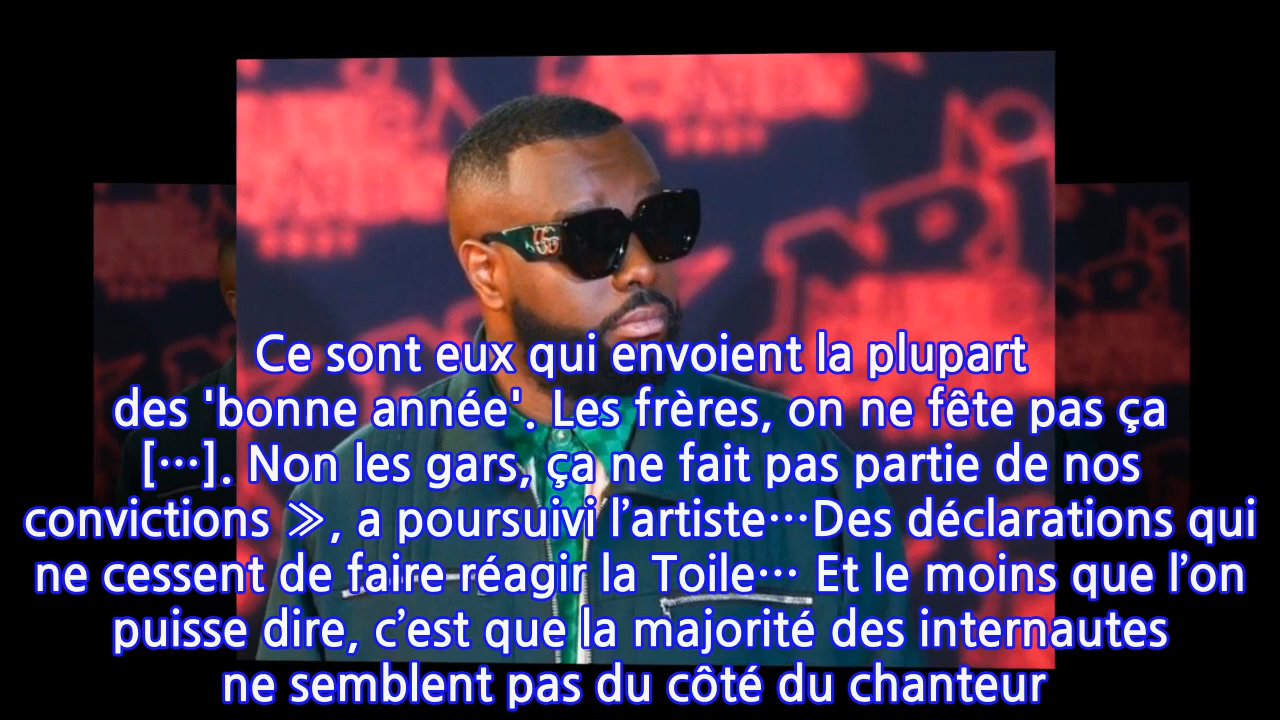 Ce sont eux qui envoient la plupart
des 'bonne année'. Les frères, on ne fête pas ça
[…]. Non les gars, ça ne fait pas partie de nos
convictions ≫, a poursuivi l’artiste…Des déclarations qui
ne cessent de faire réagir la Toile… Et le moins que l’on
puisse dire, c’est que la majorité des internautes
ne semblent pas du côté du chanteur